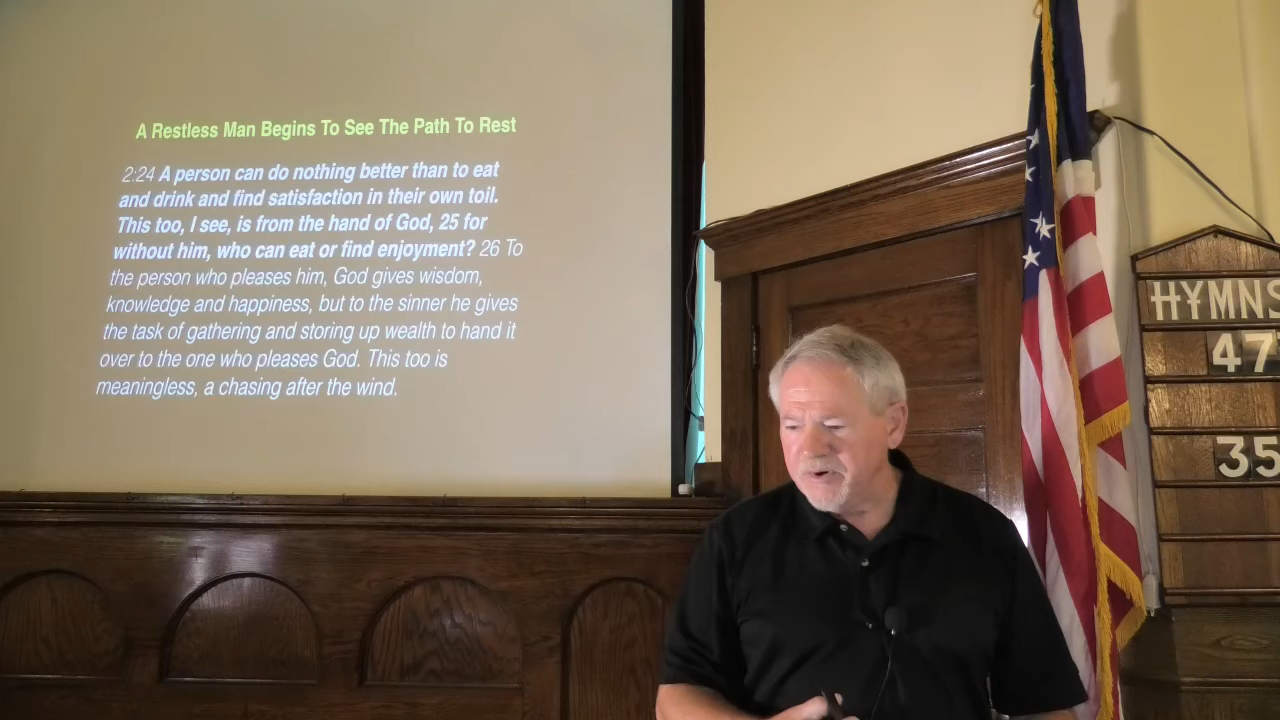 A Restless Man Begins To See The Path To Rest
2:24 A person can do nothing better than to eat
and drink and find satisfaction in their own toil.
This too, I see, is from the hand of God, 25 for
without him, who can eat or find enjoyment? 26 To
the person who pleases him, God gives wisdom,
knowledge and happiness, but to the sinner he gives
the task of gathering and storing up wealth to hand it
over to the one who pleases God. This too is
meaningless, a chasing after the wind.
HYMNS
47
35